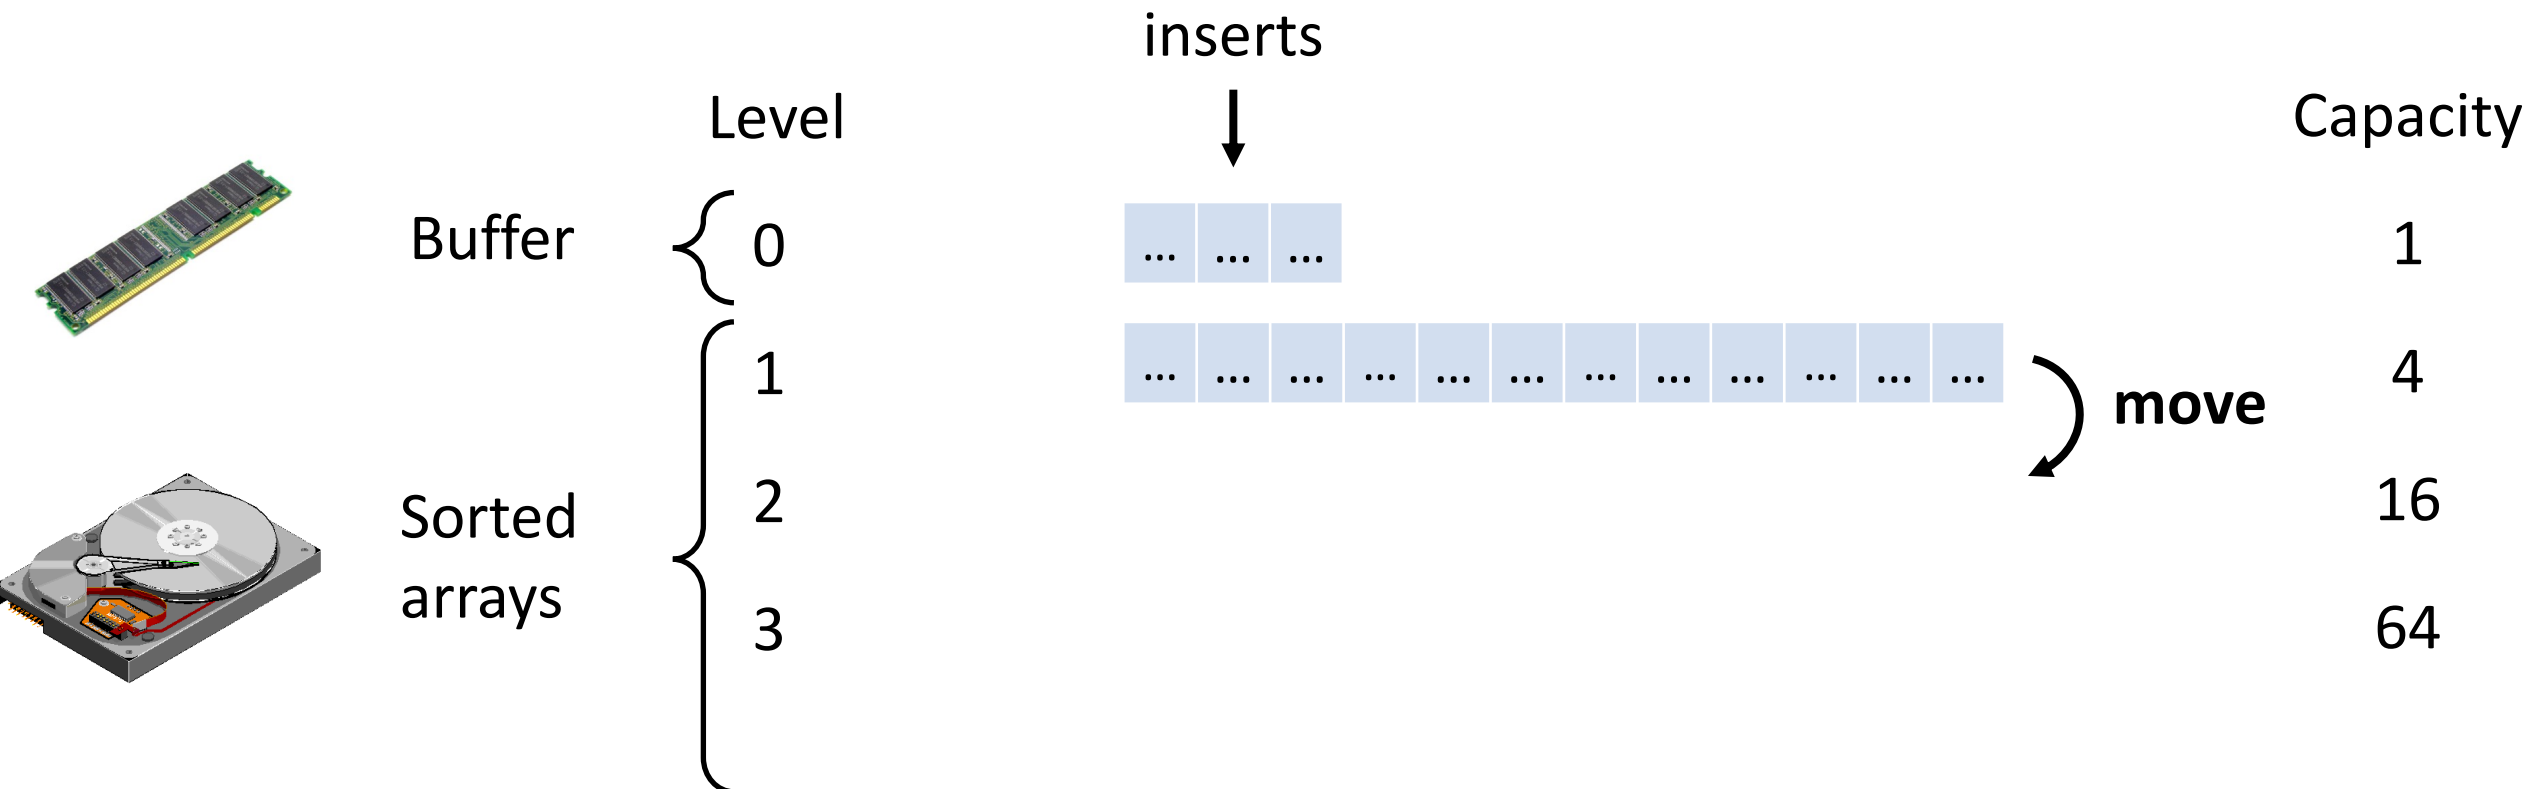 inserts
Level
Capacity
Buffer
0
... ... ...
1
1
... ... ... ... ... ... ... ... ... ... ... ...
4
move
2
16
Sorted
arrays
3
64